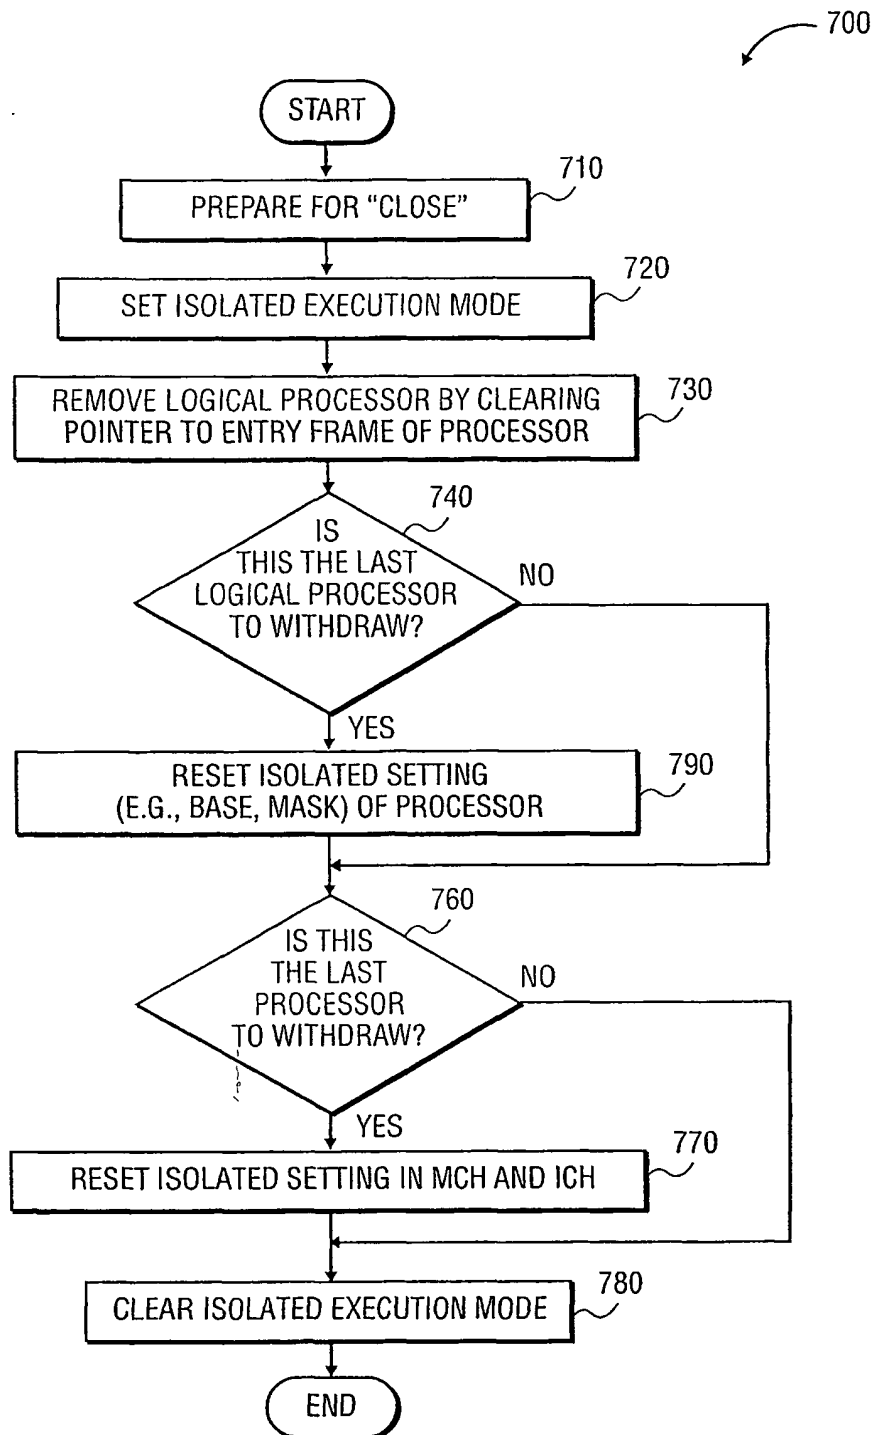 700
START
710
PREPARE FOR “CLOSE”
720
SET ISOLATED EXECUTION MODE
730
REMOVE LOGICAL PROCESSOR BY CLEARING
POINTER TO ENTRY FRAME OF PROCESSOR
740
IS
THIS THE LAST
LOGICAL PROCESSOR
TO WITHDRAW?
NO
YES
RESET ISOLATED SETTING
(E.G., BASE, MASK) OF PROCESSOR
790
760
IS THIS
THE LAST
PROCESSOR
TO WITHDRAW?
NO
YES
770
RESET ISOLATED SETTING IN MCH AND ICH
780
CLEAR ISOLATED EXECUTION MODE
END